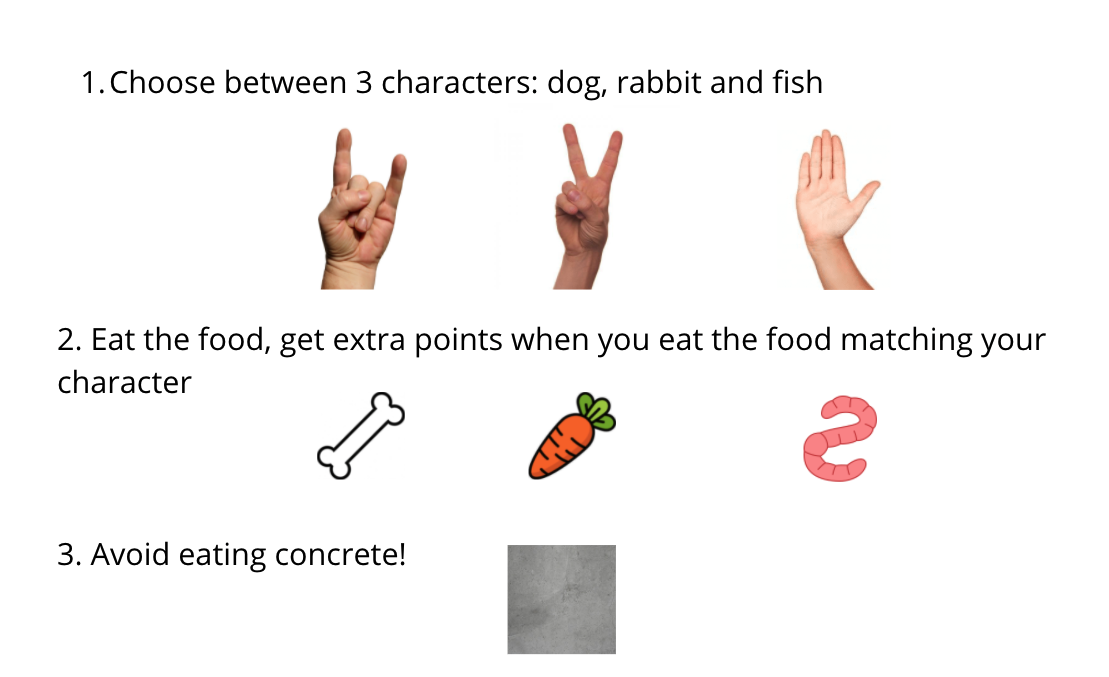 1. Choose between 3 characters: dog, rabbit and fish
2. Eat the food, get extra points when you eat the food matching your
character
3. Avoid eating concrete!